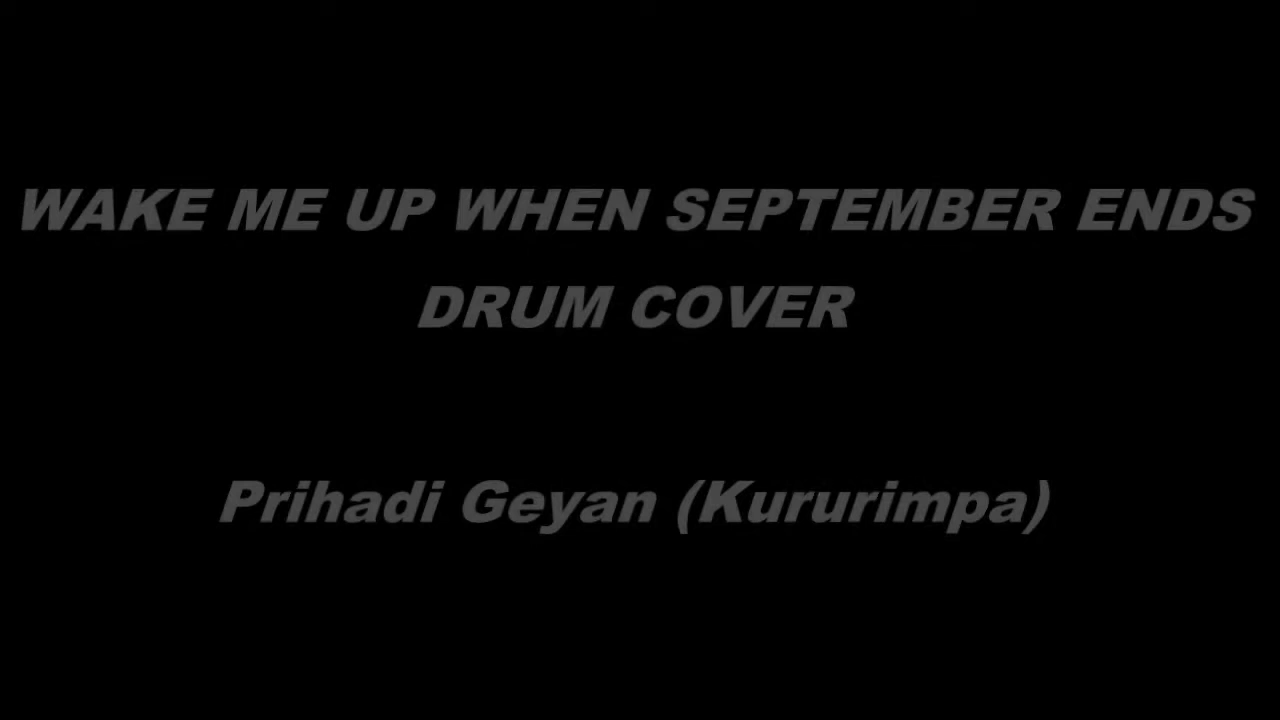 WAKE ME UP WHEN SEPTEMBER ENDS
DRUM COVER
Prihadi Geyan (Kururimpa)